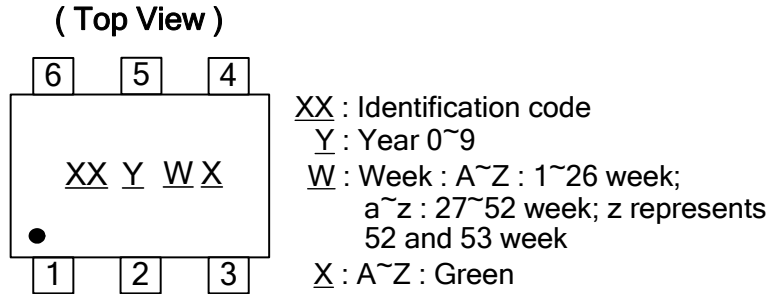 ( Top View )
6 5 4
XX Y W X
1 2 3
XX : Identification code
Y : Year 0~9
W : Week : A~Z : 1~26 week;
a~z : 27~52 week; z represents
52 and 53 week
X : A~Z : Green